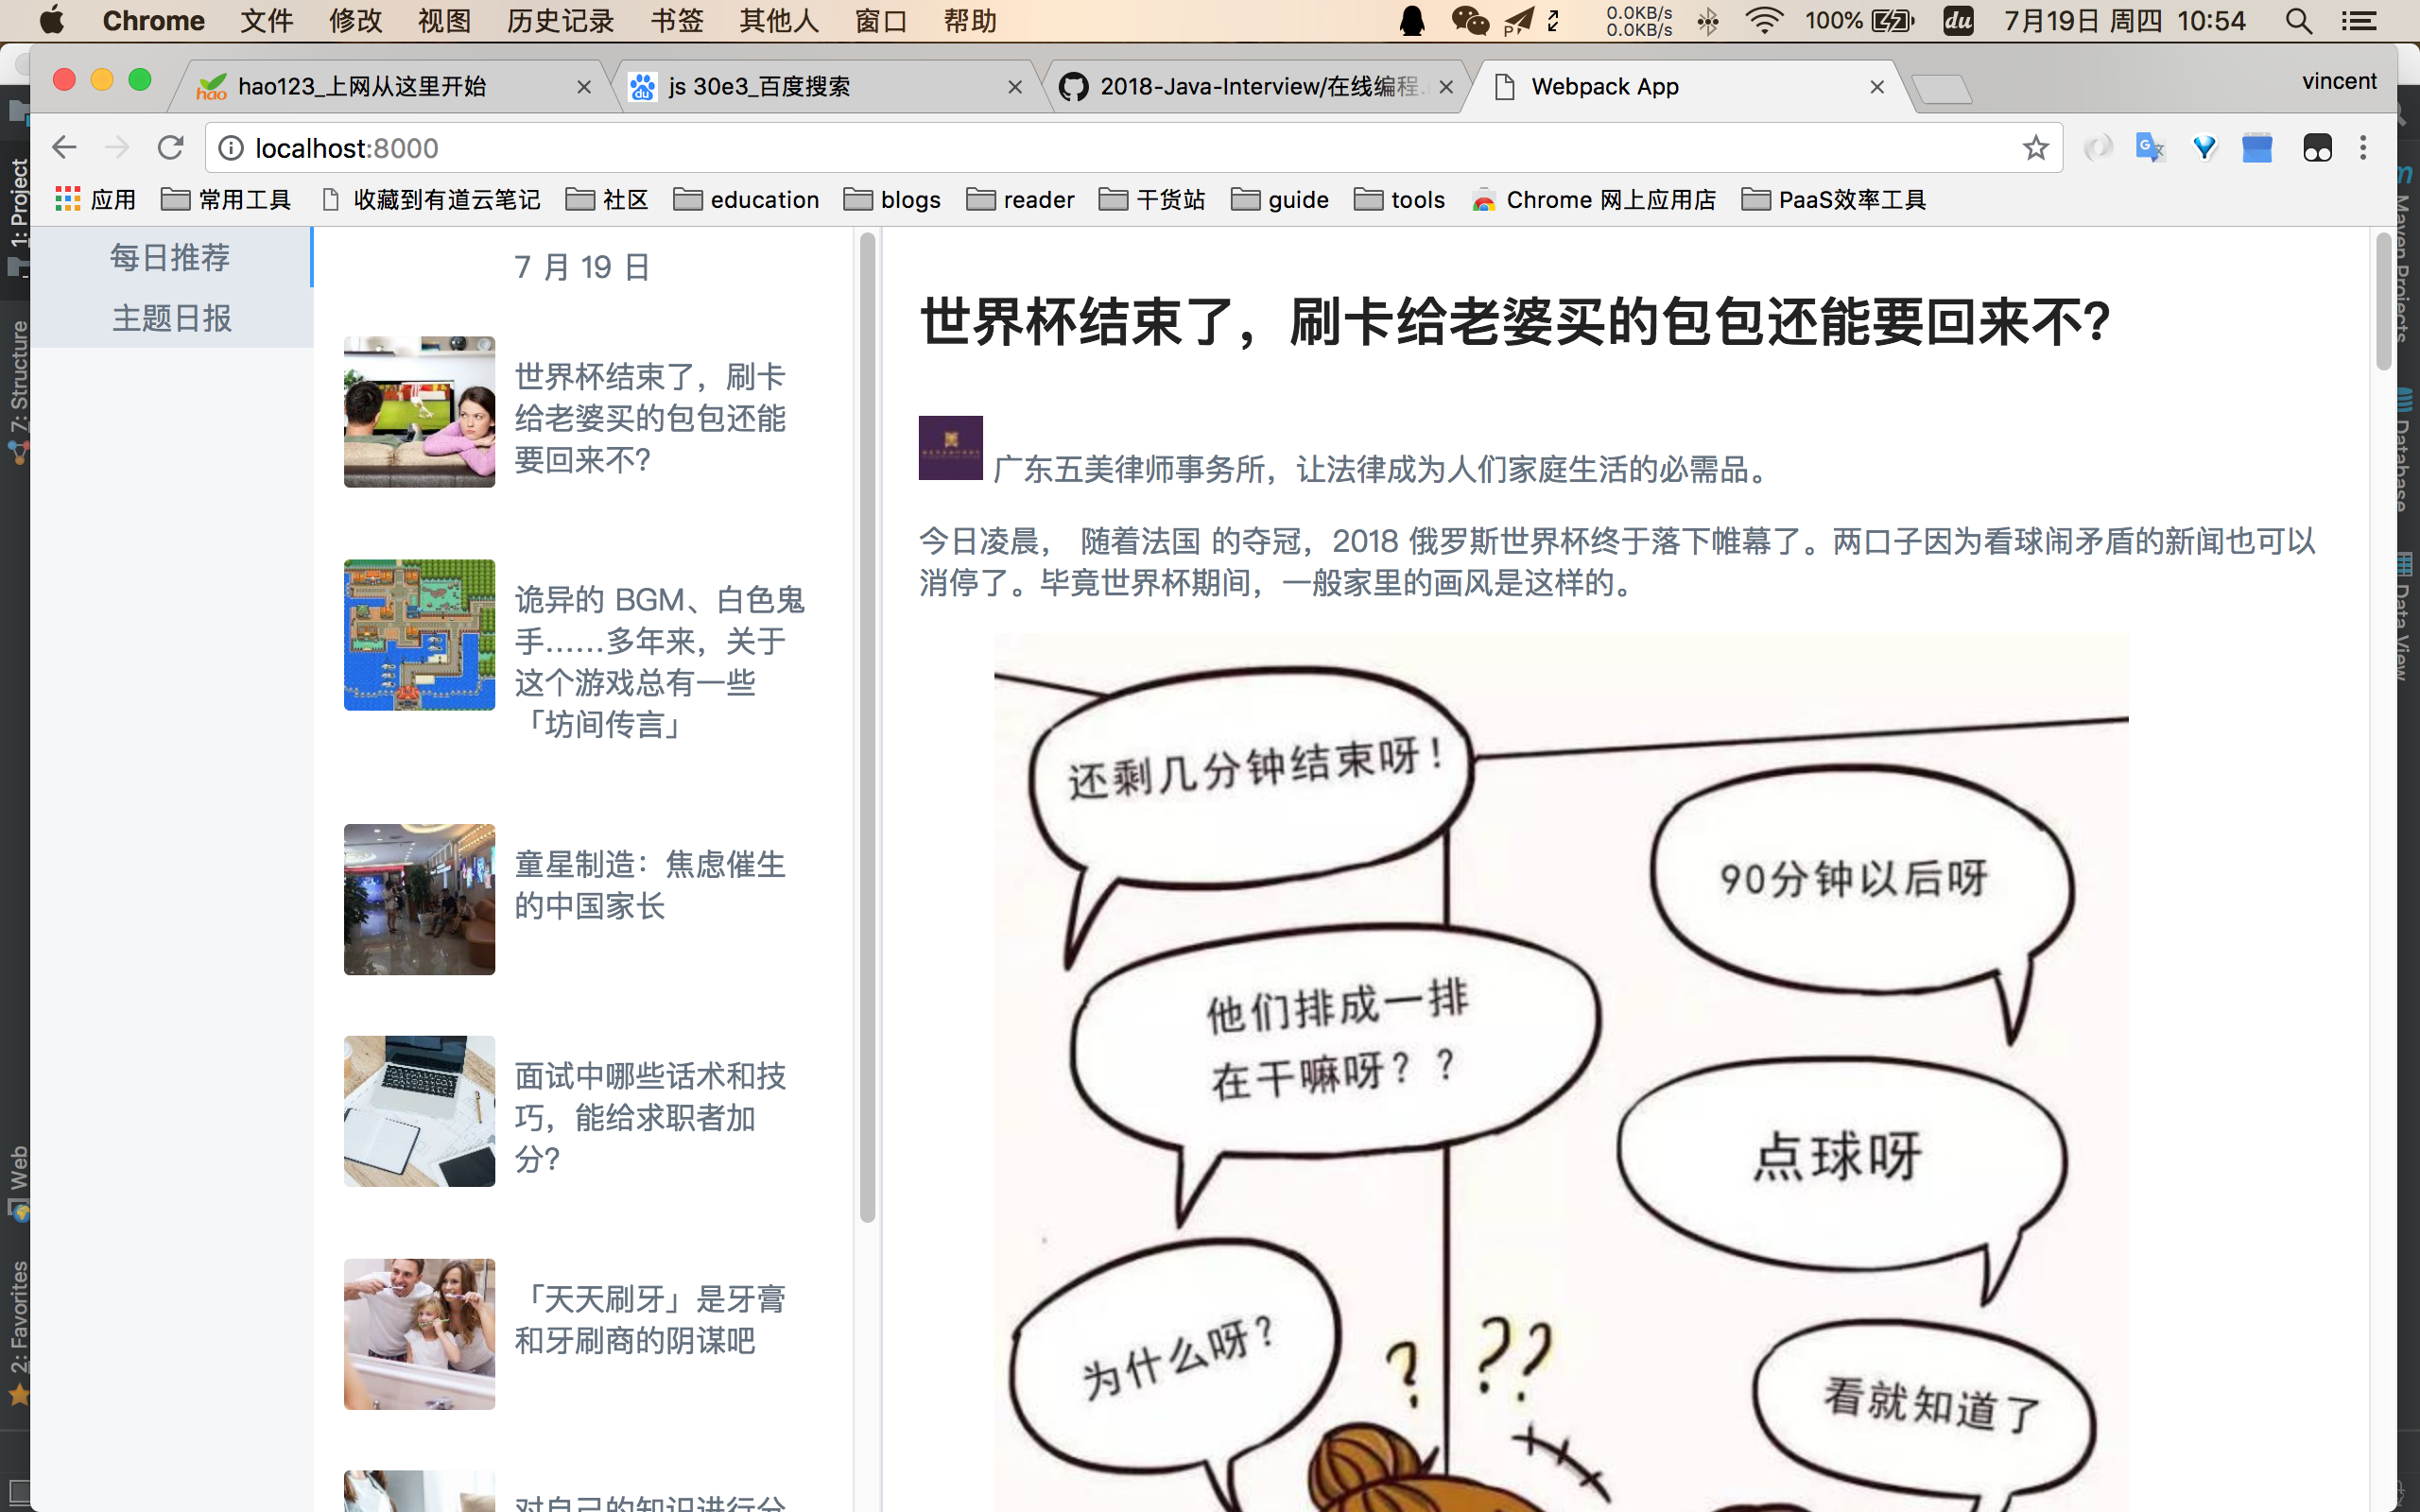 Chrome 文件 修改 视图 历史记录 书签 其他人 窗口 帮助
0.0KB/s
0.0KB/s
100%
du
7月19日 周四 10:54
hao
hao123_上网从这里开始
du
js 30e3_百度搜索
2018-Java-Interview/在线编程.
Webpack App
vincent
localhost:8000
应用 常用工具 收藏到有道云笔记 社区 education blogs reader 干货站 guide tools Chrome 网上应用店 PaaS效率工具
1: Project
7: Structure
Web
2: Favorites
每日推荐
主题日报
7 月 19 日
世界杯结束了，刷卡
给老婆买的包包还能
要回来不?
诡异的 BGM、白色鬼
手……多年来，关于
这个游戏总有一些
「坊间传言」
童星制造：焦虑催生
的中国家长
面试中哪些话术和技
巧，能给求职者加
分?
「天天刷牙」是牙膏
和牙刷商的阴谋吧
对自己的知识进行分
世界杯结束了，刷卡给老婆买的包包还能要回来不?
广东五美律师事务所，让法律成为人们家庭生活的必需品。
今日凌晨， 随着法国 的夺冠，2018 俄罗斯世界杯终于落下帷幕了。两口子因为看球闹矛盾的新闻也可以
消停了。毕竟世界杯期间，一般家里的画风是这样的。
还剩几分钟结束呀！
90分钟以后呀
他们排成一排
在干嘛呀？？
点球呀
为什么呀？
? ??
看就知道了
Maven Projects
Database
Data View